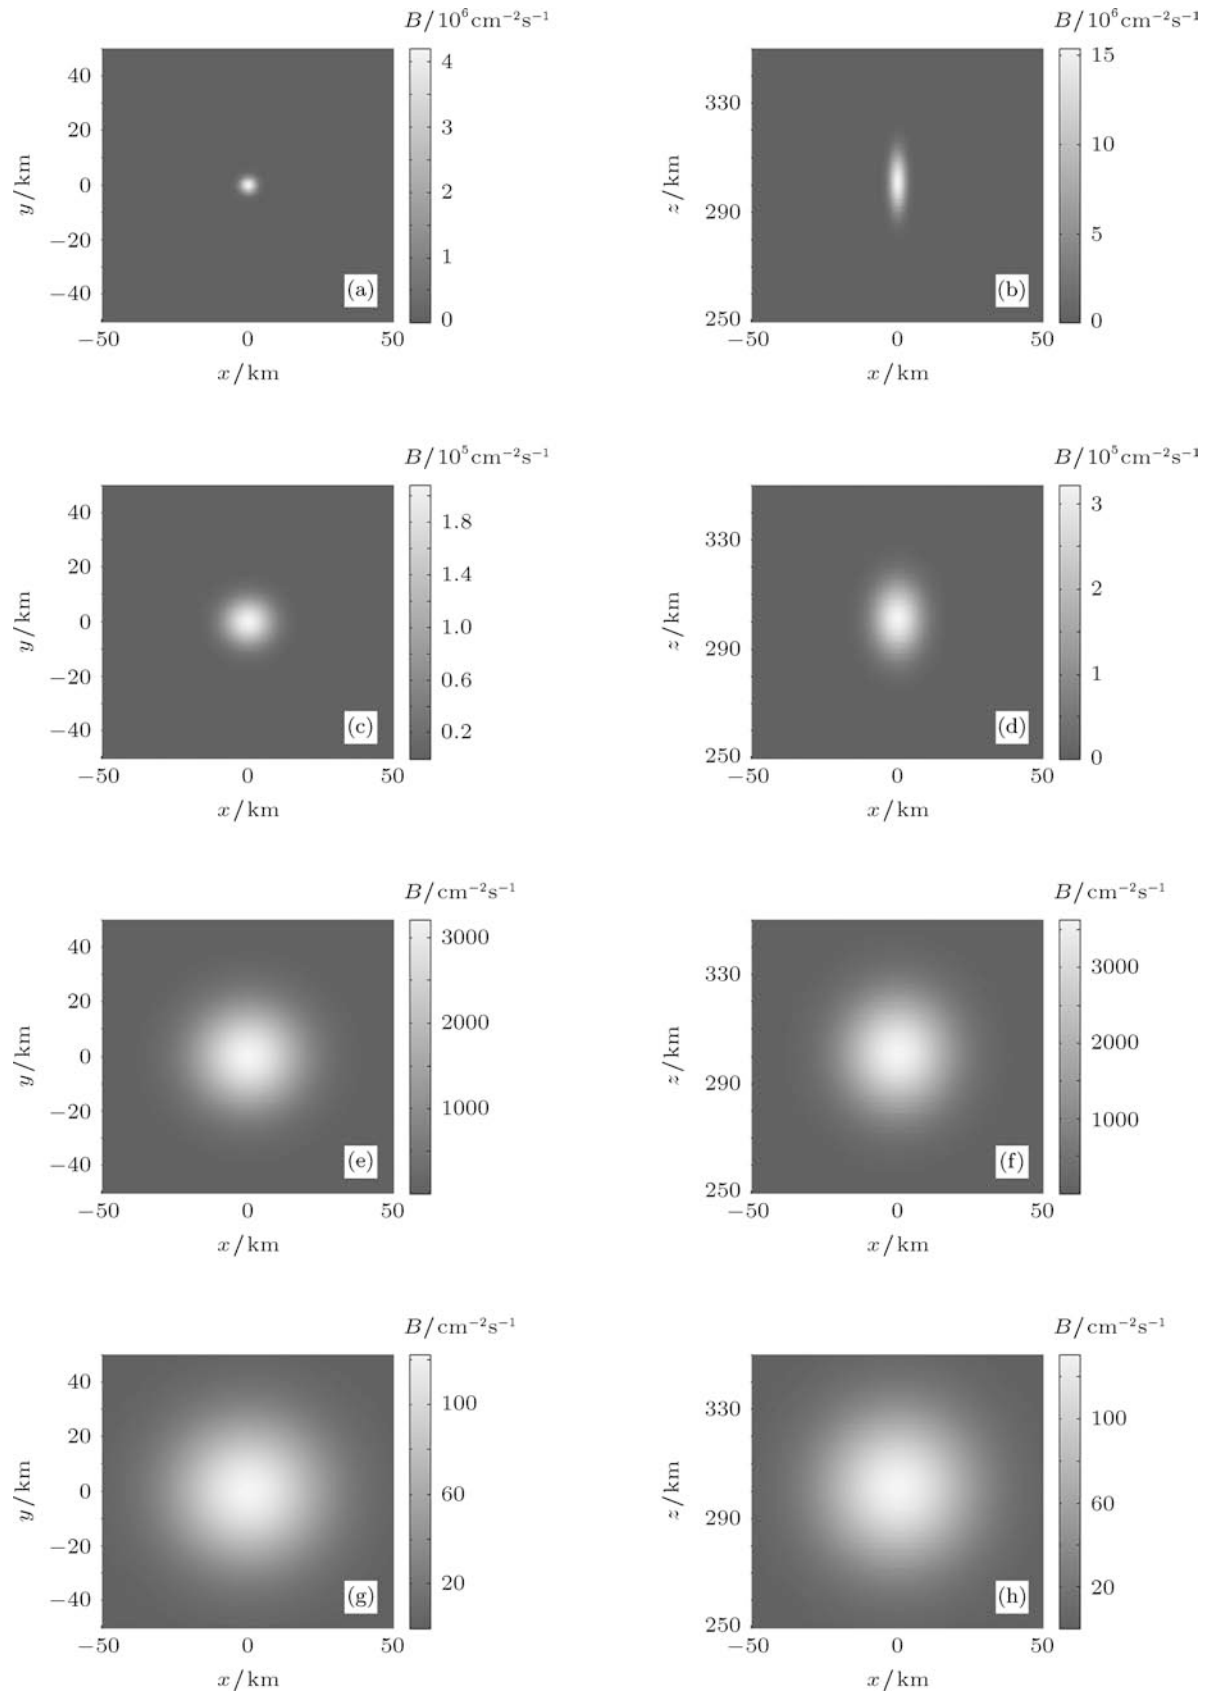 B/10⁶cm⁻²s⁻¹
40
20
0
−20
−40
y/km
4
3
2
1
0
(a)
−50 0 50
x/km
B/10⁶cm⁻²s⁻¹
330
290
250
z/km
15
10
5
0
(b)
−50 0 50
x/km
B/10⁵cm⁻²s⁻¹
40
20
0
−20
−40
y/km
1.8
1.4
1.0
0.6
0.2
(c)
−50 0 50
x/km
B/10⁵cm⁻²s⁻¹
330
290
250
z/km
3
2
1
0
(d)
−50 0 50
x/km
B/cm⁻²s⁻¹
40
20
0
−20
−40
y/km
3000
2000
1000
(e)
−50 0 50
x/km
B/cm⁻²s⁻¹
330
290
250
z/km
3000
2000
1000
(f)
−50 0 50
x/km
B/cm⁻²s⁻¹
40
20
0
−20
−40
y/km
100
60
20
(g)
−50 0 50
x/km
B/cm⁻²s⁻¹
330
290
250
z/km
100
60
20
(h)
−50 0 50
x/km